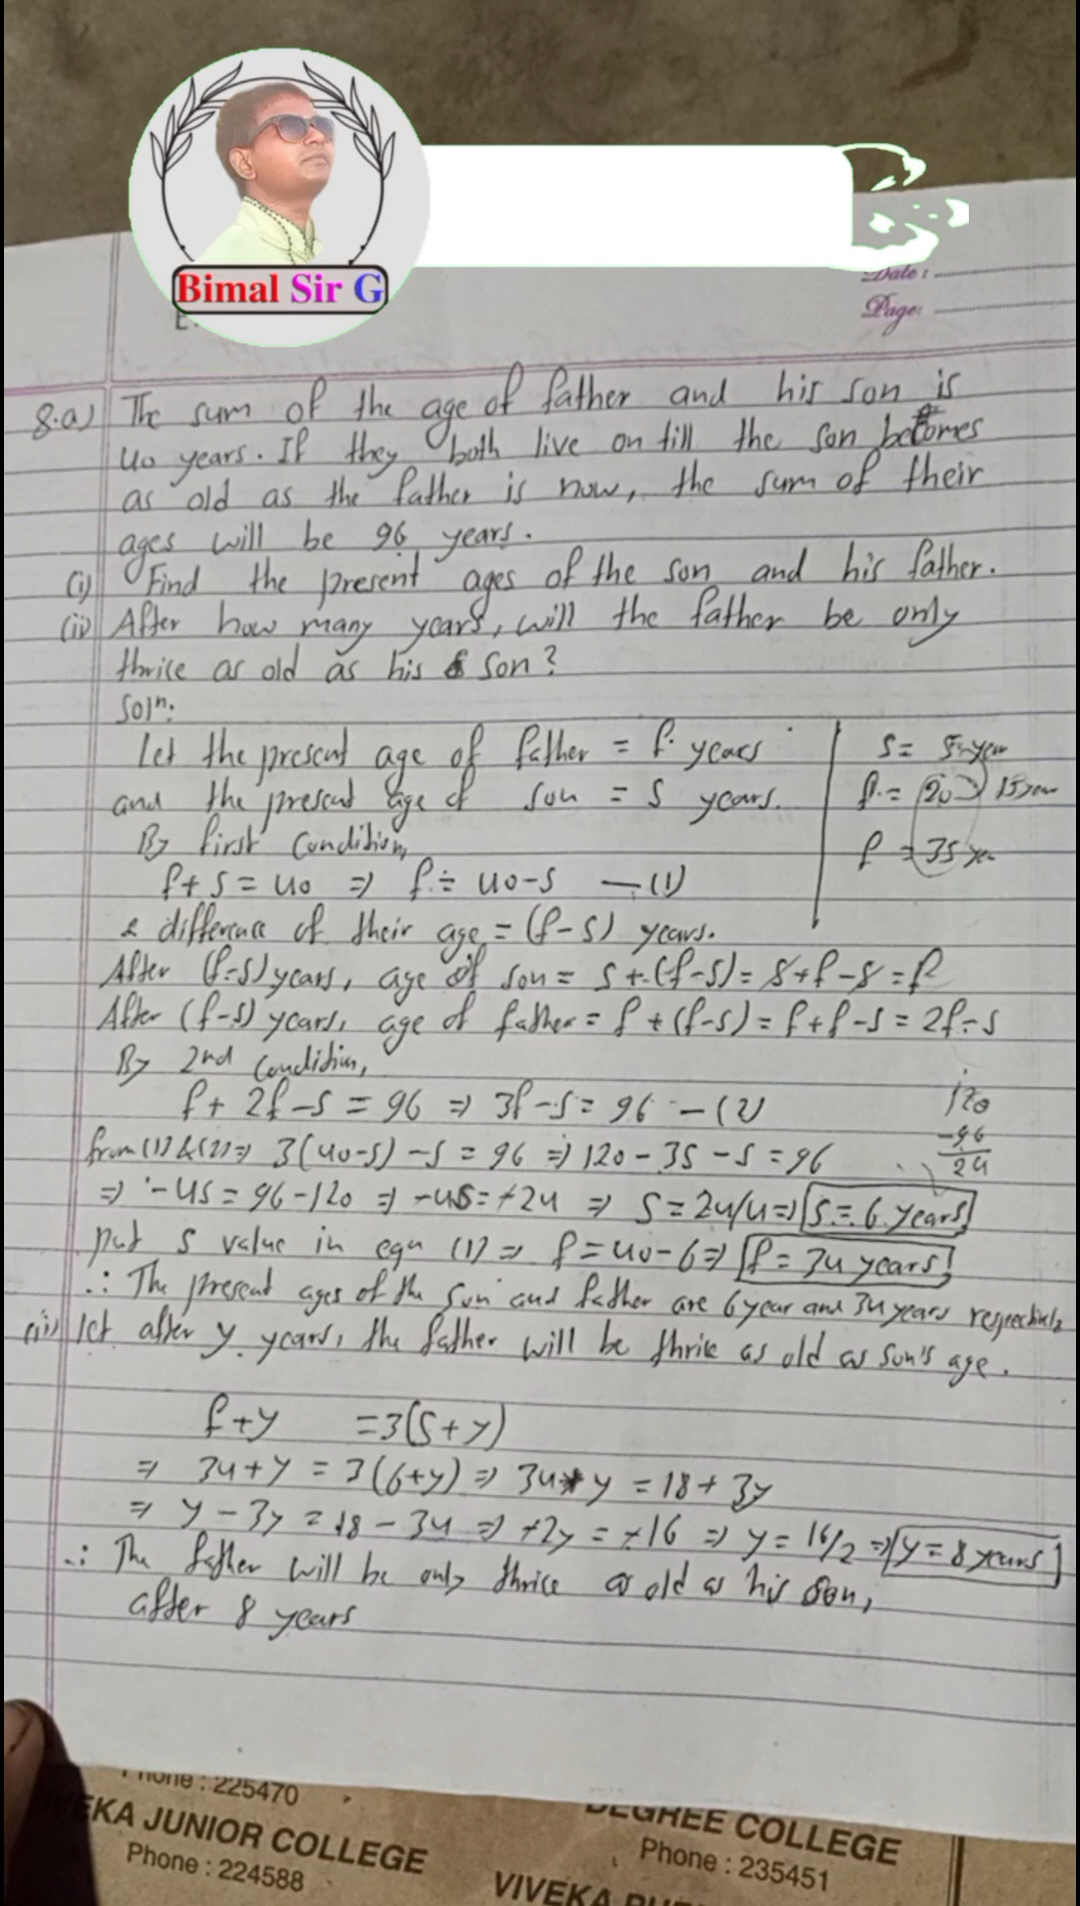 Bimal Sir G
Date :
Page:
8.a) The sum of the age of father and his son is
40 years. If they both live on till the son becomes
as old as the father is now, the sum of their
ages will be 96 years.
(i) Find the present ages of the son and his father.
(ii) After how many years, will the father be only
thrice as old as his son?
Solⁿ:
Let the present age of father = f years
and the present age of son = s years.
s = 5 year
f = 20 15 year
f = 35
By first condition,
f + s = 40 ⇒ f = 40-s —(1)
& difference of their age = (f-s) years.
After (f-s) years, age of son = s + (f-s) = s+f-s = f
After (f-s) years, age of father = f + (f-s) = f+f-s = 2f-s
By 2nd condition,
f + 2f-s = 96 ⇒ 3f-s = 96 —(2)
120
-96
24
from (1) & (2) ⇒ 3(40-s) -s = 96 ⇒ 120 - 3s - s = 96
⇒ -4s = 96-120 ⇒ -4s = -24 ⇒ s = 24/4 ⇒ s = 6 years
put s value in eqn (1) ⇒ f = 40-6 ⇒ f = 34 years
∴ The present ages of the son and father are 6 year and 34 years respectively
(ii) let after y years, the father will be thrice as old as son's age.
f+y = 3(s+y)
⇒ 34+y = 3(6+y) ⇒ 34+y = 18+3y
⇒ y-3y = 18-34 ⇒ -2y = -16 ⇒ y = 16/2 ⇒ y = 8 years
∴ The father will be only thrice as old as his son,
after 8 years
Phone : 225470
EKA JUNIOR COLLEGE
Phone : 224588
DEGREE COLLEGE
Phone : 235451
VIVEKA